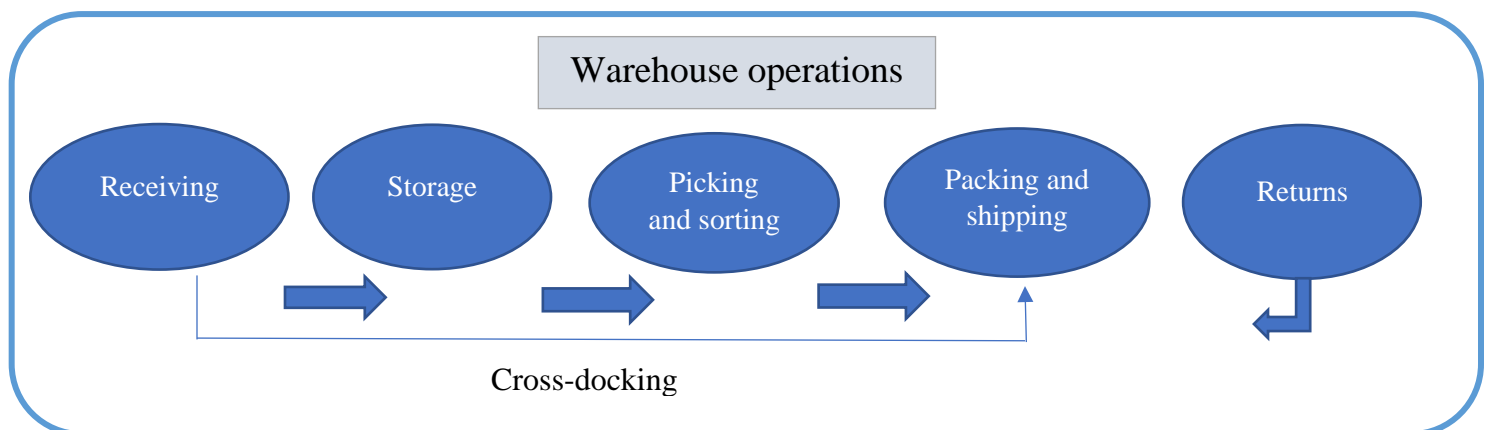 Warehouse operations
Receiving
Storage
Picking
and sorting
Packing and
shipping
Returns
Cross-docking